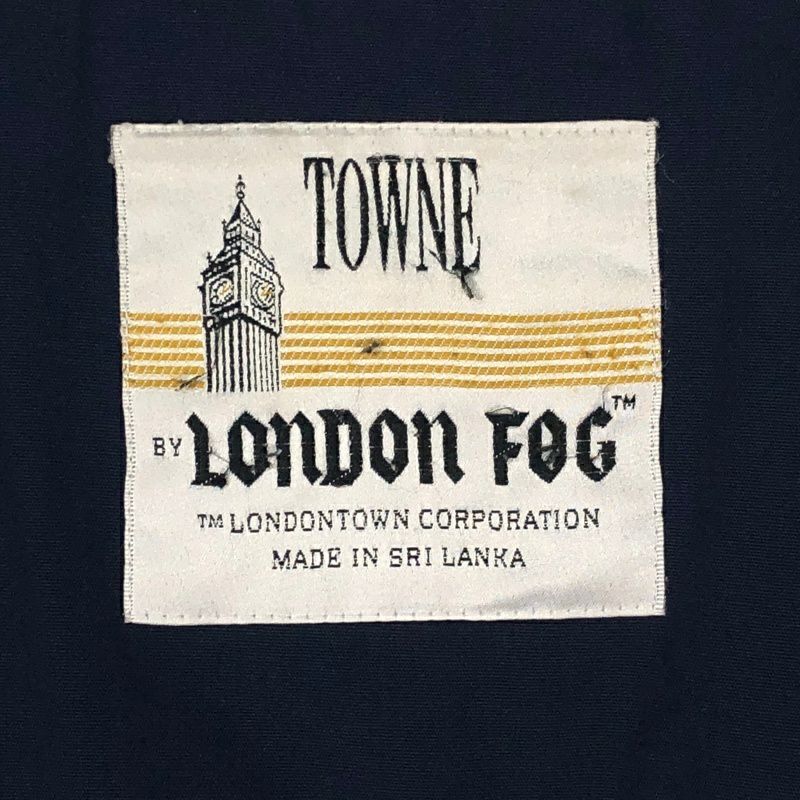 TOWNE
BY LONDON FOG™
™ LONDONTOWN CORPORATION
MADE IN SRI LANKA